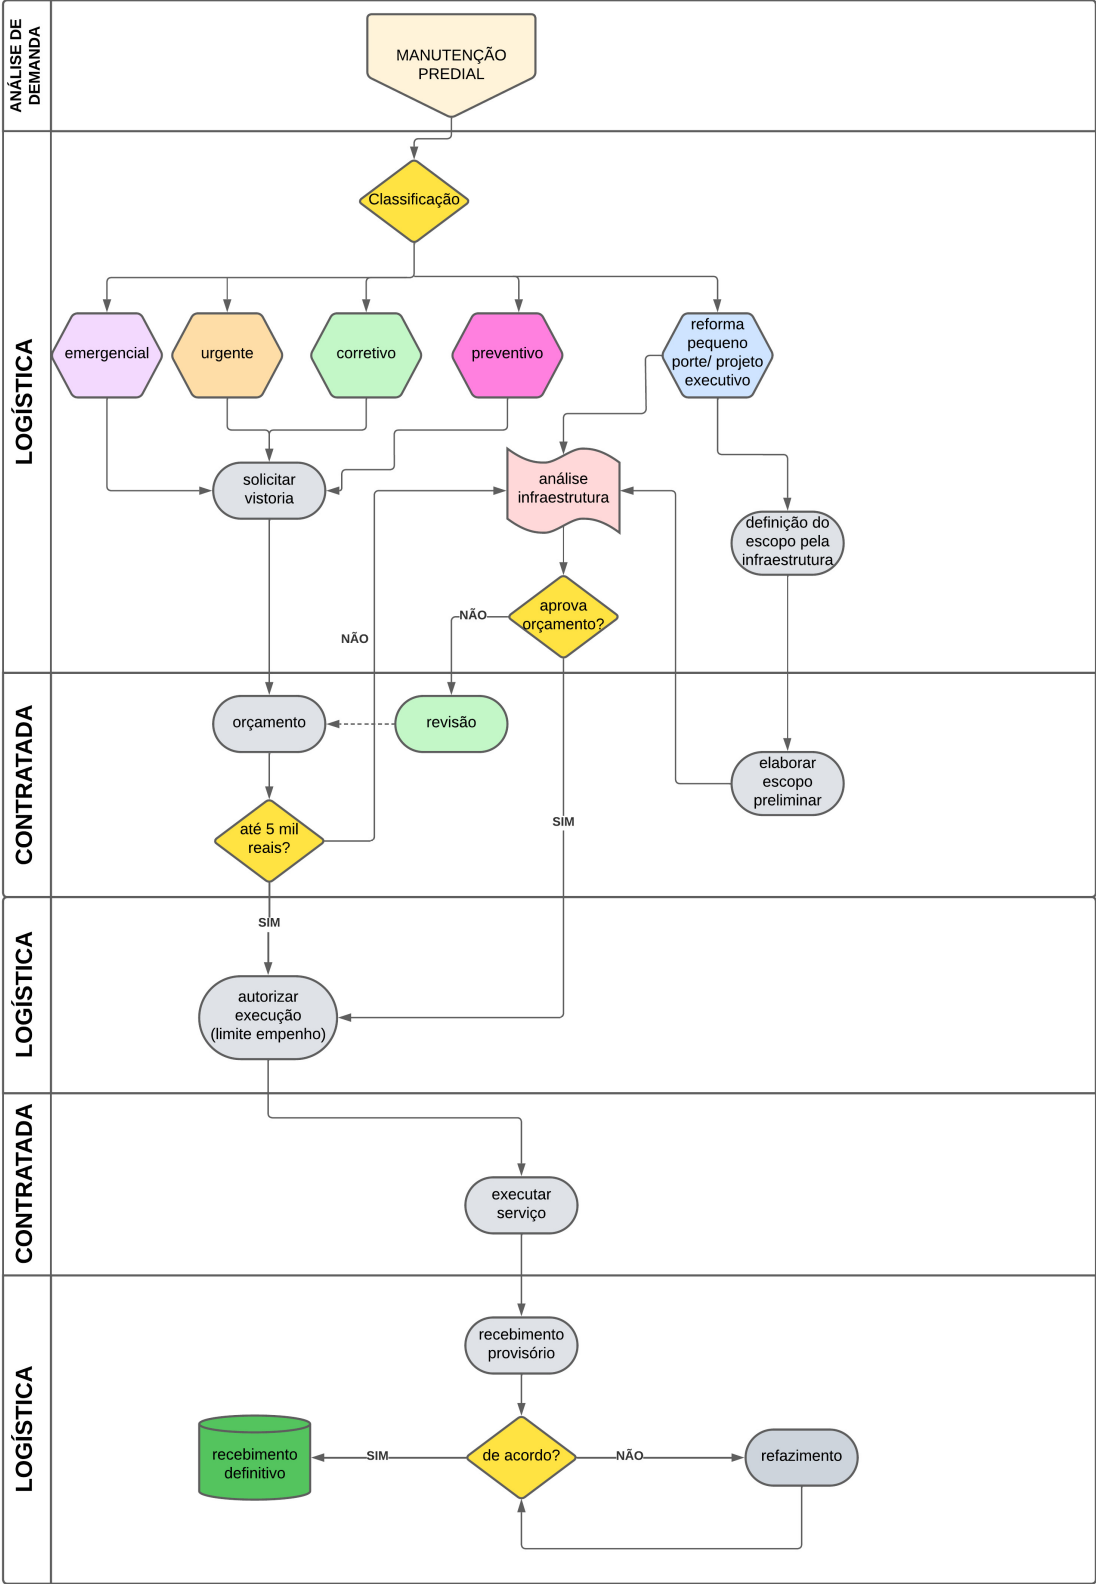 ANÁLISE DE
DEMANDA
MANUTENÇÃO
PREDIAL
LOGÍSTICA
Classificação
emergencial
urgente
corretivo
preventivo
reforma
pequeno
porte/ projeto
executivo
solicitar
vistoria
análise
infraestrutura
definição do
escopo pela
infraestrutura
aprova
orçamento?
NÃO
NÃO
CONTRATADA
orçamento
revisão
elaborar
escopo
preliminar
até 5 mil
reais?
SIM
LOGÍSTICA
SIM
autorizar
execução
(limite empenho)
CONTRATADA
executar
serviço
LOGÍSTICA
recebimento
provisório
recebimento
definitivo
SIM
de acordo?
NÃO
refazimento